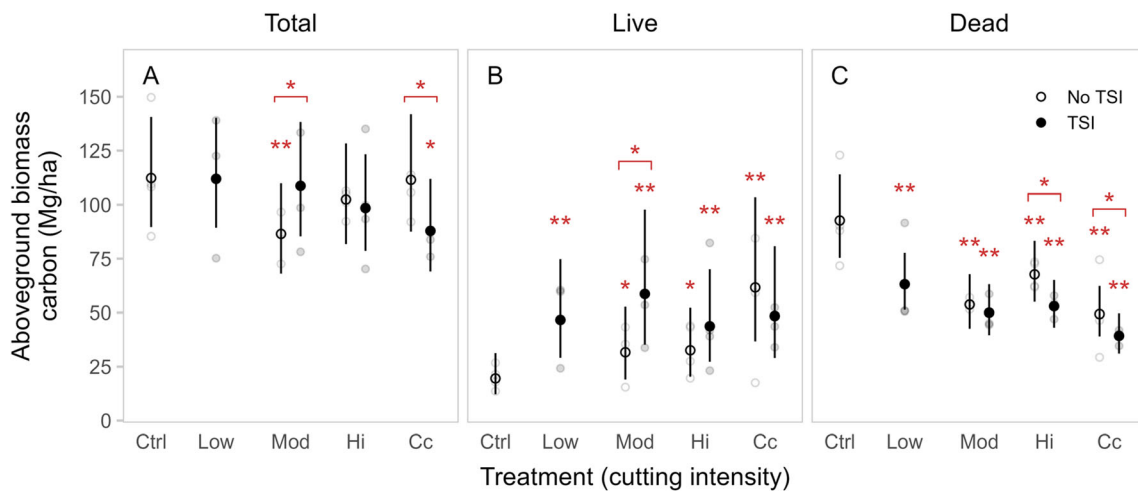 Total
Live
Dead
A
B
C
No TSI
TSI
Aboveground biomass
carbon (Mg/ha)
150
125
100
75
50
25
0
*
**
*
*
**
*
*
**
*
**
**
**
**
**
**
*
**
**
*
**
**
Ctrl Low Mod Hi Cc
Ctrl Low Mod Hi Cc
Ctrl Low Mod Hi Cc
Treatment (cutting intensity)